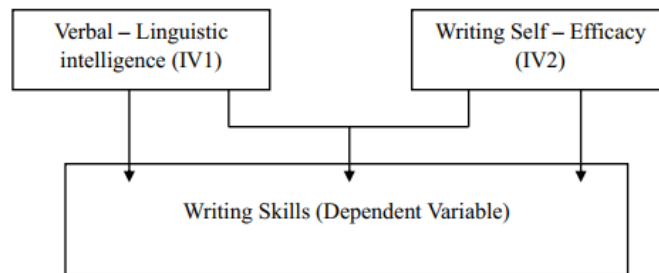 Verbal – Linguistic
intelligence (IV1)
Writing Self – Efficacy
(IV2)
Writing Skills (Dependent Variable)